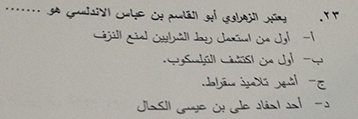 ٢٣. يعتبر الزهراوي أبو القاسم بن عباس الاندلسي هو .......
أ- أول من استعمل ربط الشرايين لمنع النزف
ب- أول من اكتشف التيلسكوب.
ج- أشهر تلاميذ سقراط.
د- أحد احفاد على بن عيسى الكحال